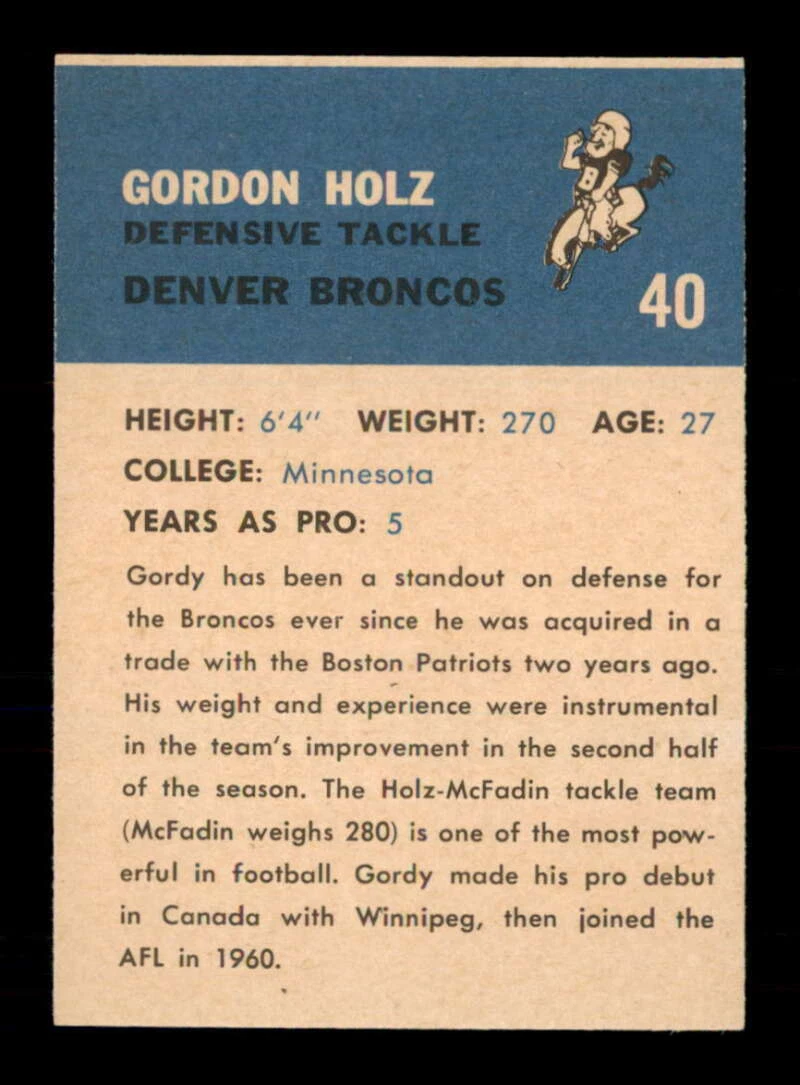 GORDON HOLZ
DEFENSIVE TACKLE
DENVER BRONCOS
40
HEIGHT: 6'4" WEIGHT: 270 AGE: 27
COLLEGE: Minnesota
YEARS AS PRO: 5
Gordy has been a standout on defense for
the Broncos ever since he was acquired in a
trade with the Boston Patriots two years ago.
His weight and experience were instrumental
in the team's improvement in the second half
of the season. The Holz-McFadin tackle team
(McFadin weighs 280) is one of the most pow-
erful in football. Gordy made his pro debut
in Canada with Winnipeg, then joined the
AFL in 1960.